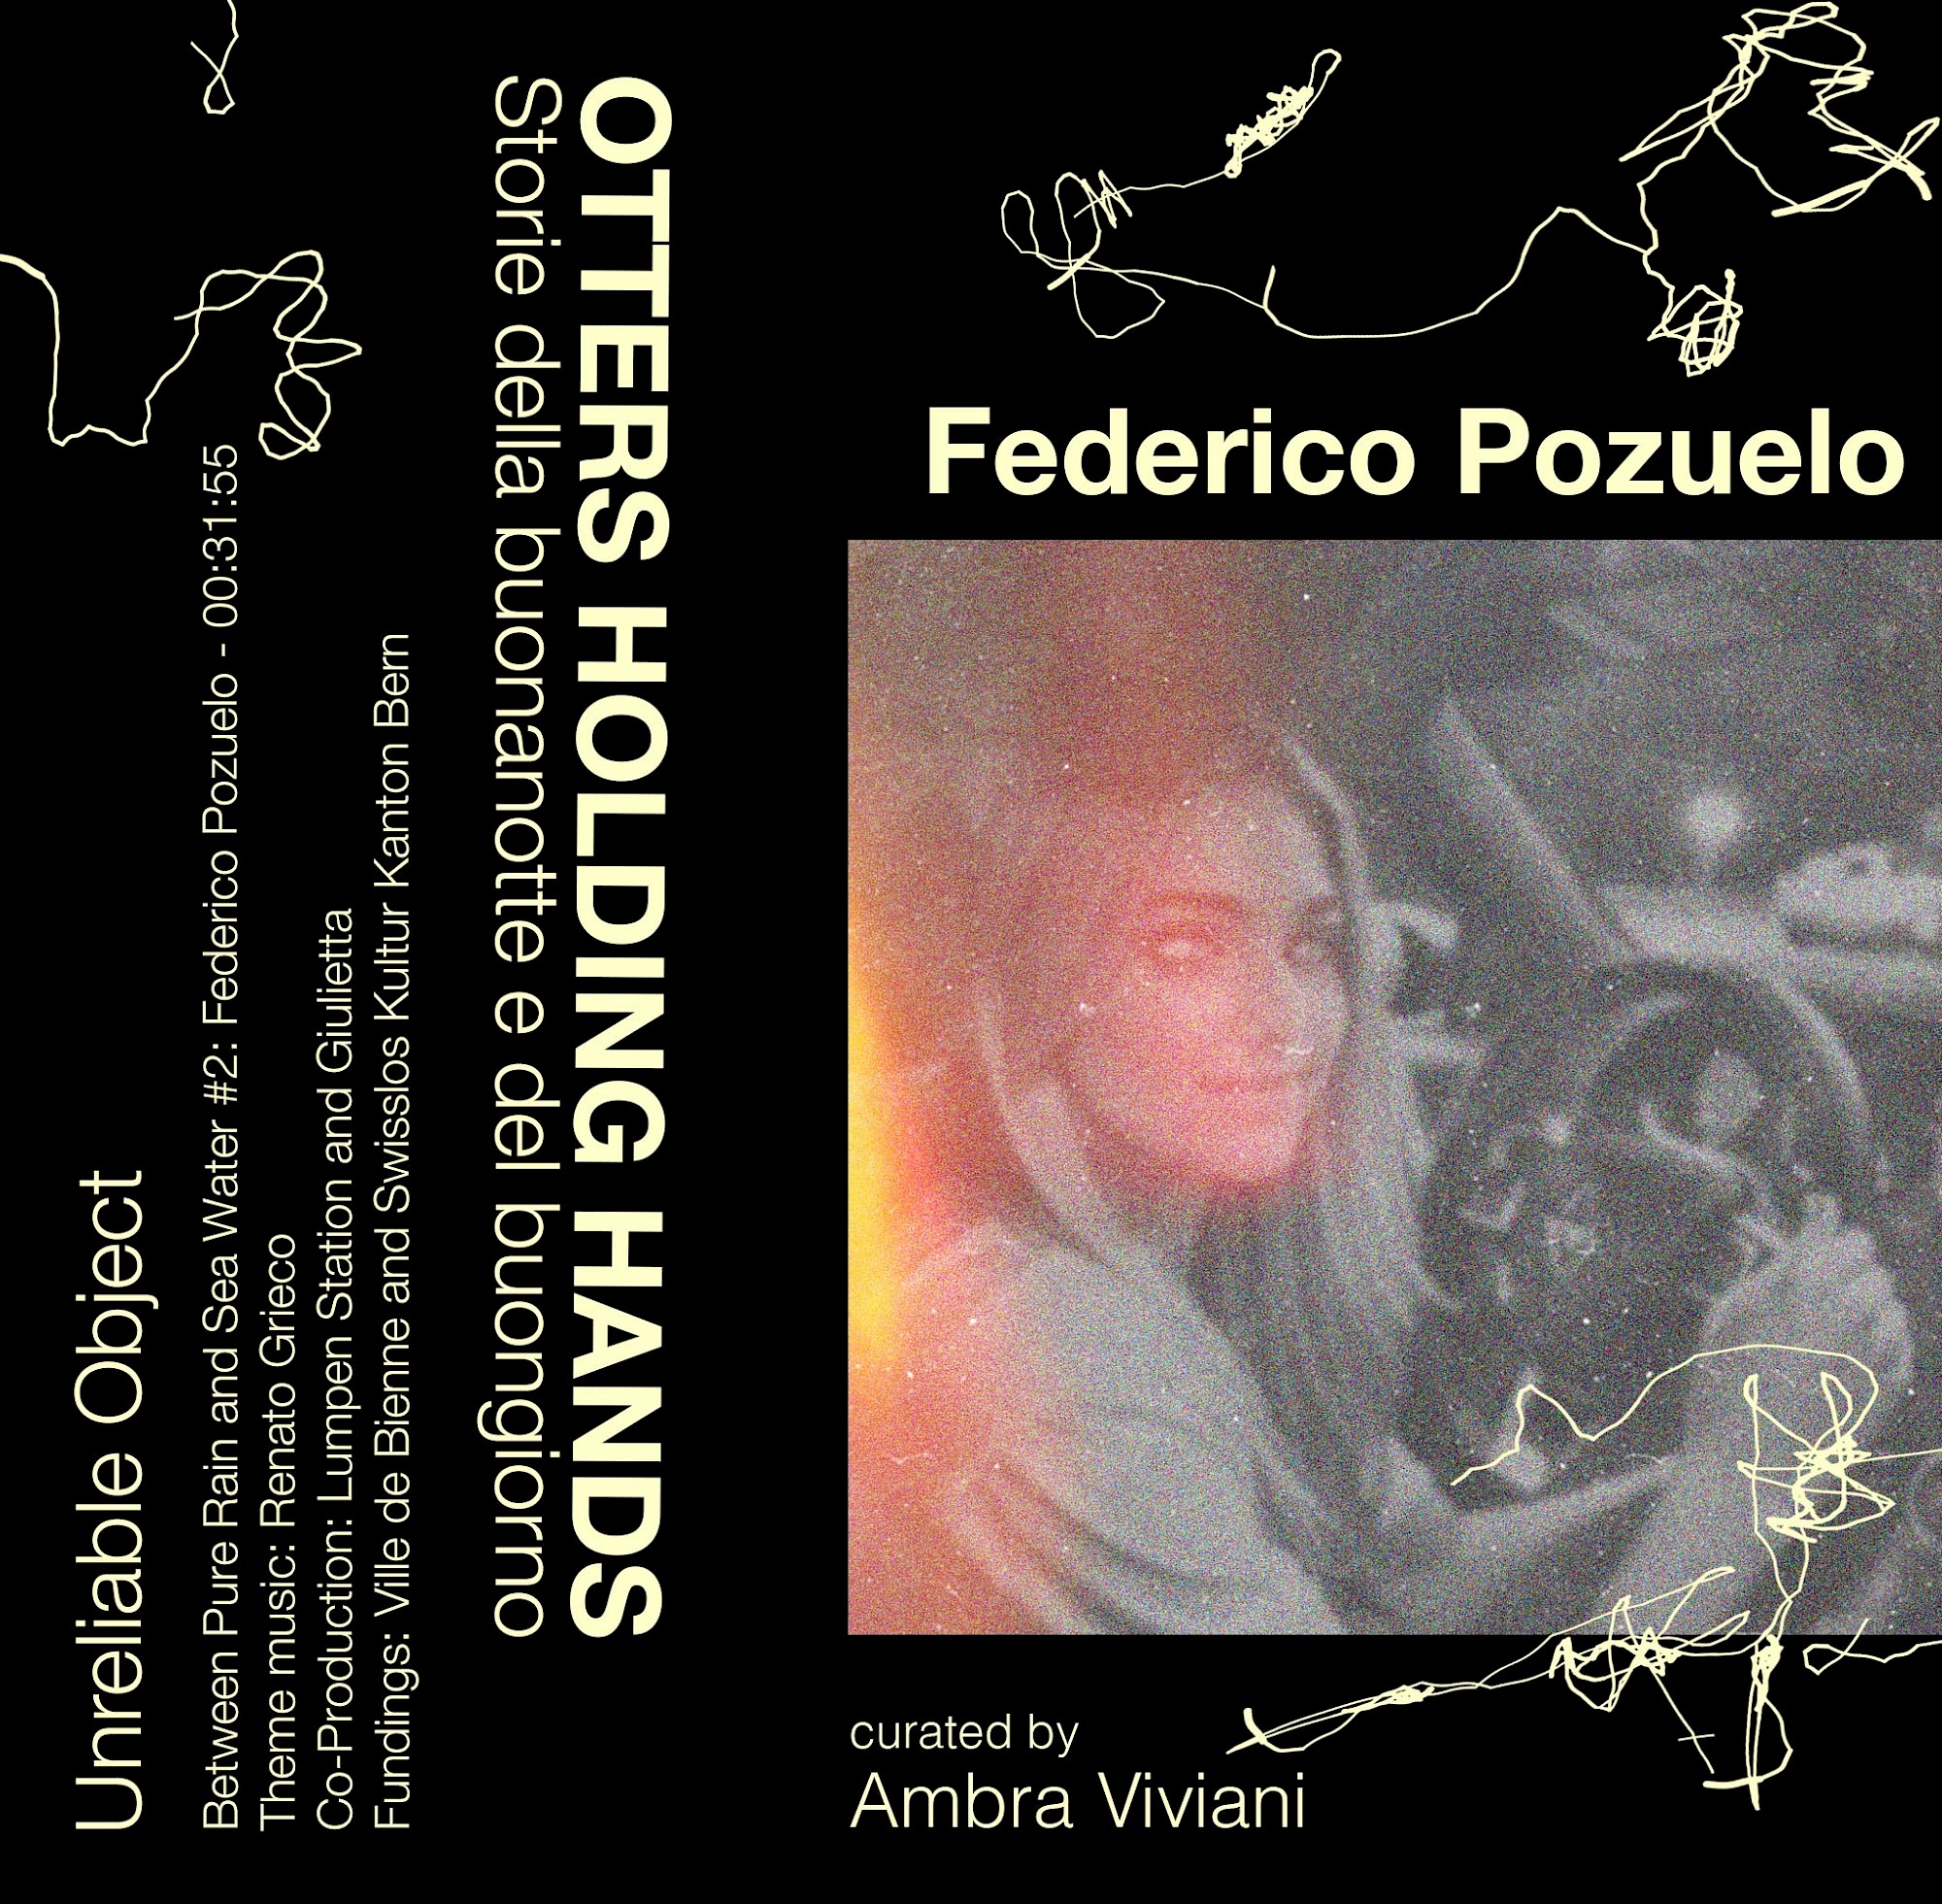 Unreliable Object
Between Pure Rain and Sea Water #2: Federico Pozuelo - 00:31:55
Theme music: Renato Grieco
Co-Production: Lumpen Station and Giulietta
Fundings: Ville de Bienne and Swisslos Kultur Kanton Bern
OTTERS HOLDING HANDS
Storie della buonanotte e del buongiorno
Federico Pozuelo
curated by
Ambra Viviani